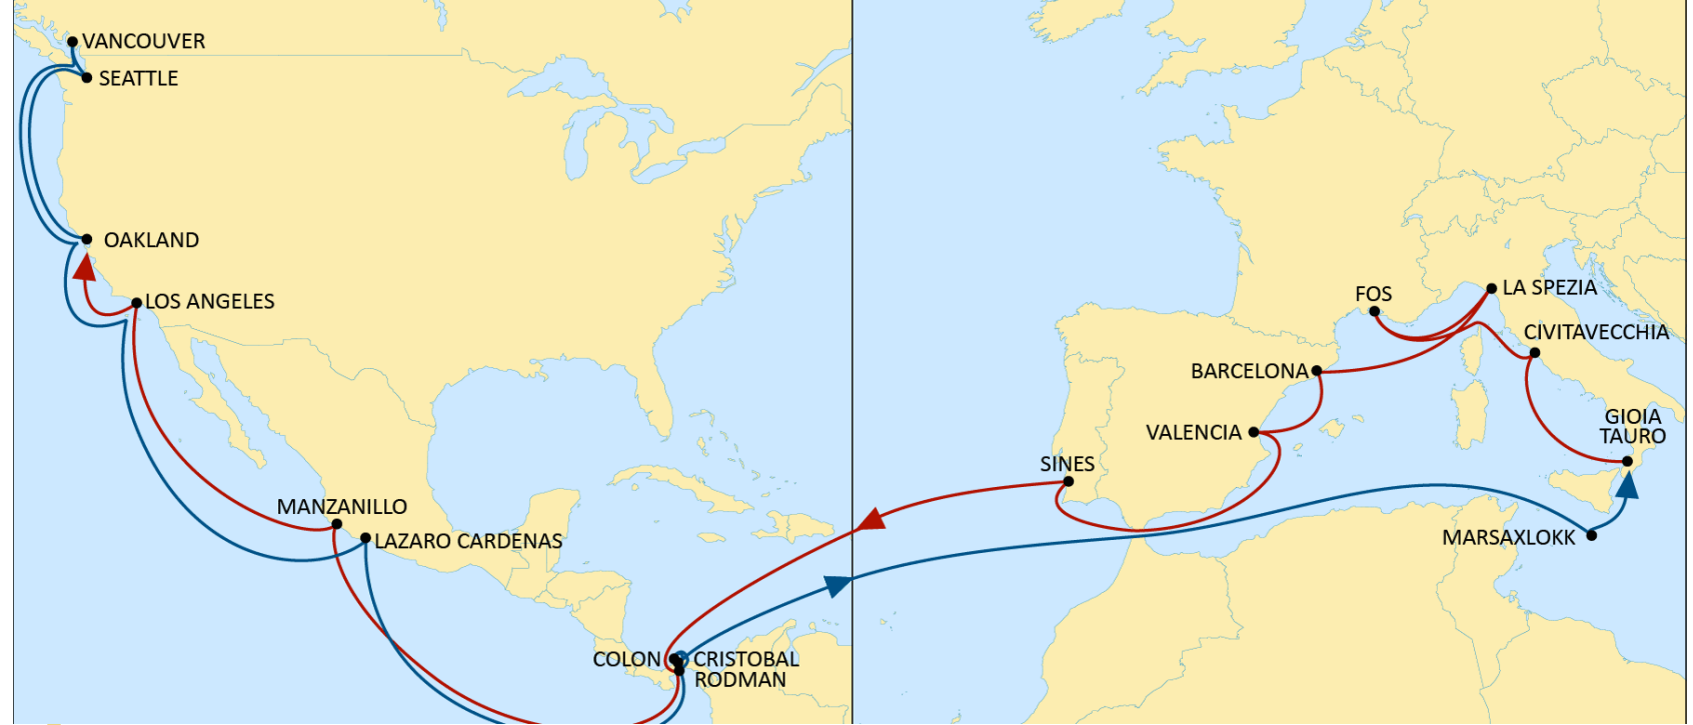 VANCOUVER
SEATTLE
OAKLAND
LOS ANGELES
MANZANILLO
LAZARO CARDENAS
COLON
CRISTOBAL
RODMAN
SINES
VALENCIA
BARCELONA
FOS
LA SPEZIA
CIVITAVECCHIA
GIOIA
TAURO
MARSAXLOKK